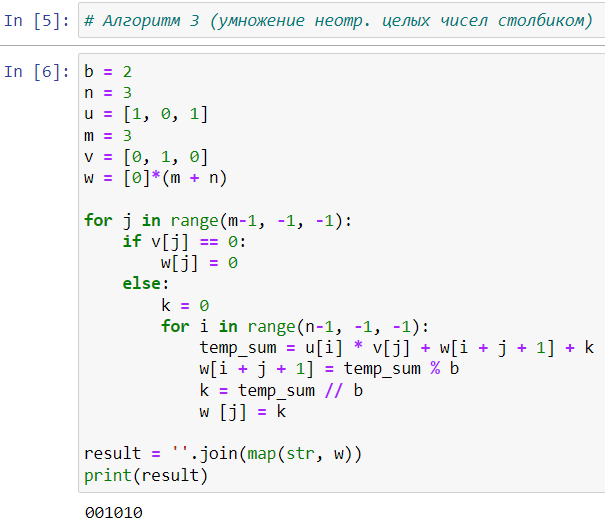 In [5]: # Алгоритм 3 (умножение неотр. целых чисел столбиком)
In [6]: b = 2
n = 3
u = [1, 0, 1]
m = 3
v = [0, 1, 0]
w = [0]*(m + n)

for j in range(m-1, -1, -1):
    if v[j] == 0:
        w[j] = 0
    else:
        k = 0
        for i in range(n-1, -1, -1):
            temp_sum = u[i] * v[j] + w[i + j + 1] + k
            w[i + j + 1] = temp_sum % b
            k = temp_sum // b
            w [j] = k

result = ''.join(map(str, w))
print(result)
001010